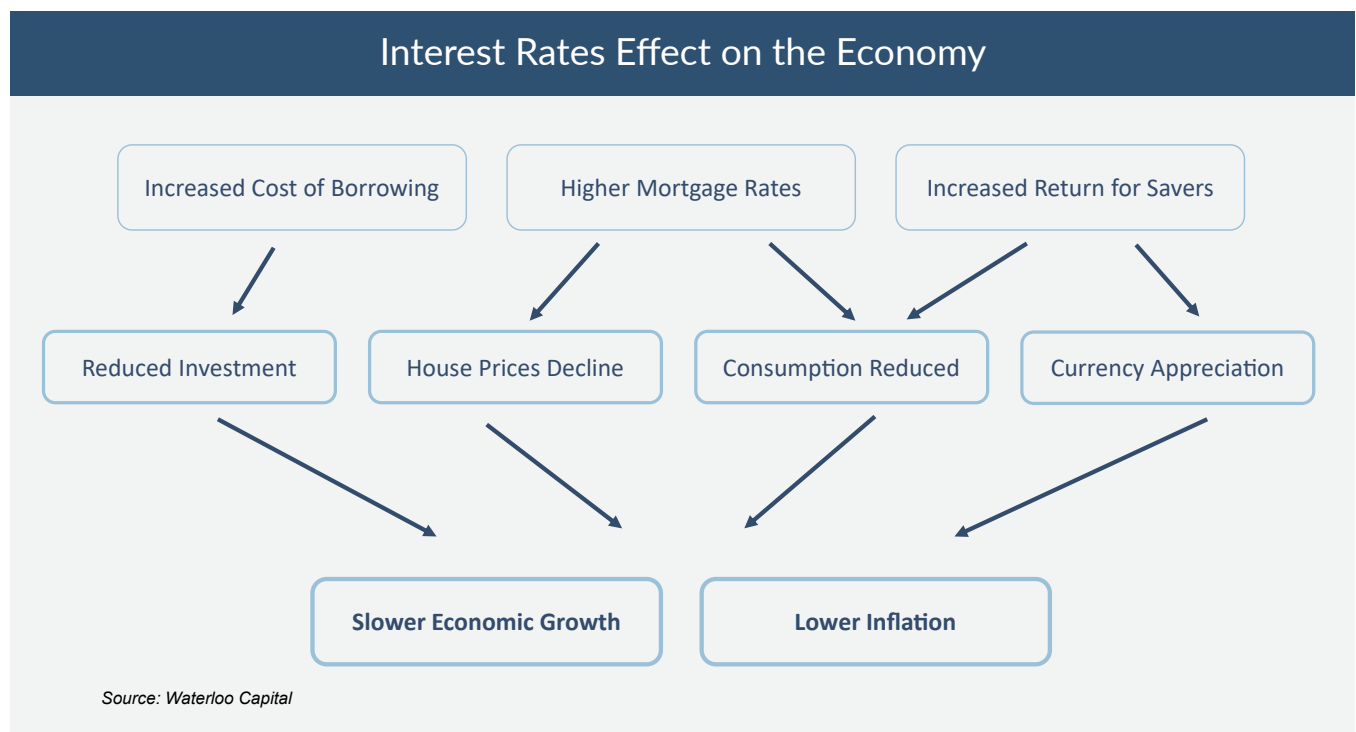 Interest Rates Effect on the Economy
Increased Cost of Borrowing
Higher Mortgage Rates
Increased Return for Savers
Reduced Investment
House Prices Decline
Consumption Reduced
Currency Appreciation
Slower Economic Growth
Lower Inflation
Source: Waterloo Capital